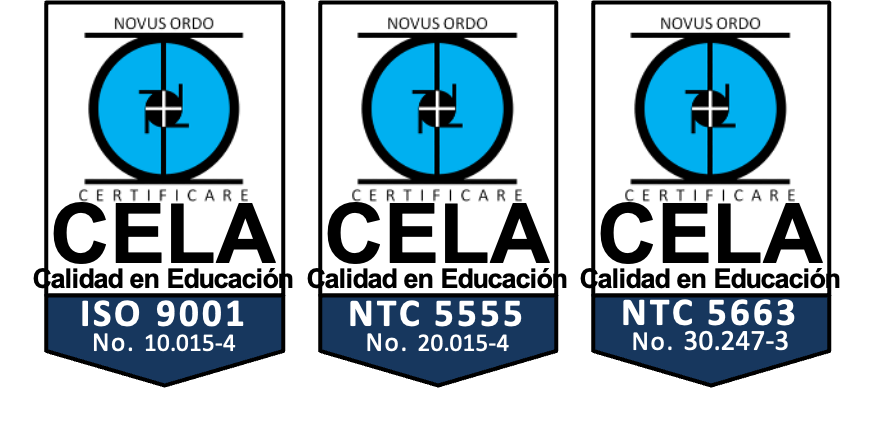 NOVUS ORDO
CERTIFICARE
CELA
Calidad en Educación
ISO 9001
No. 10.015-4
NOVUS ORDO
CERTIFICARE
CELA
Calidad en Educación
NTC 5555
No. 20.015-4
NOVUS ORDO
CERTIFICARE
CELA
Calidad en Educación
NTC 5663
No. 30.247-3